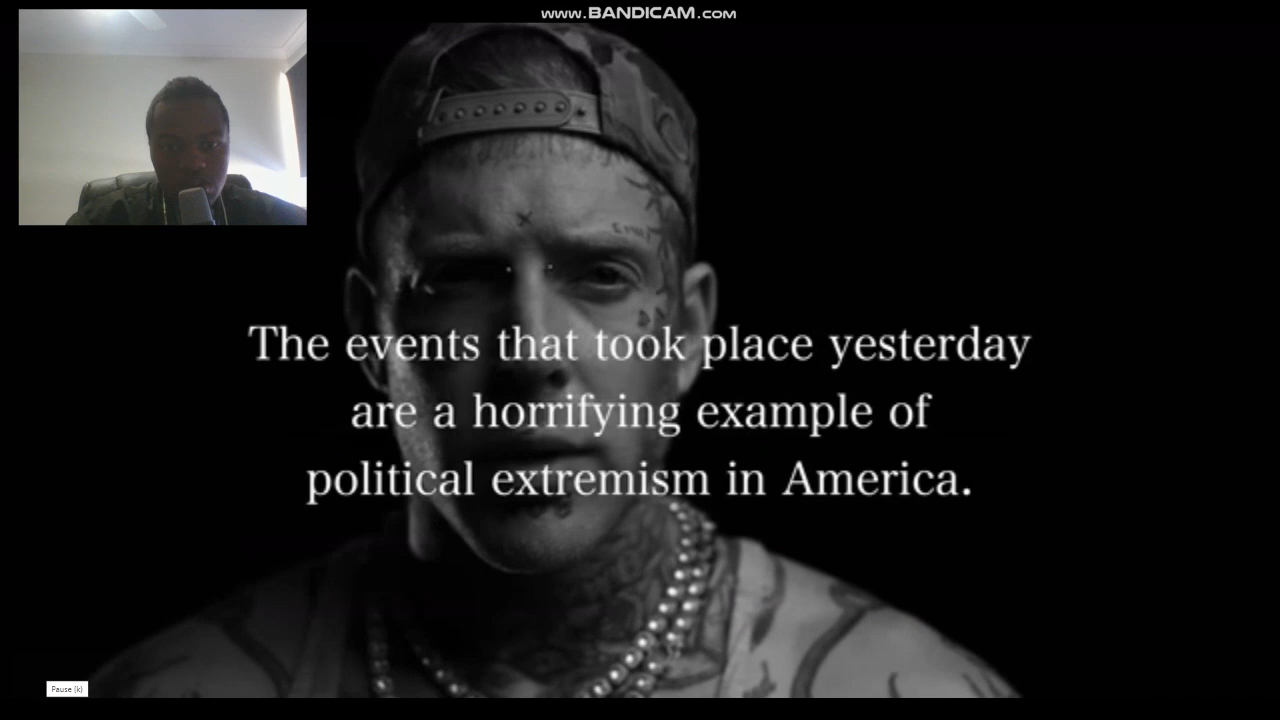 www.BANDICAM.com
The events that took place yesterday
are a horrifying example of
political extremism in America.
Pause (k)